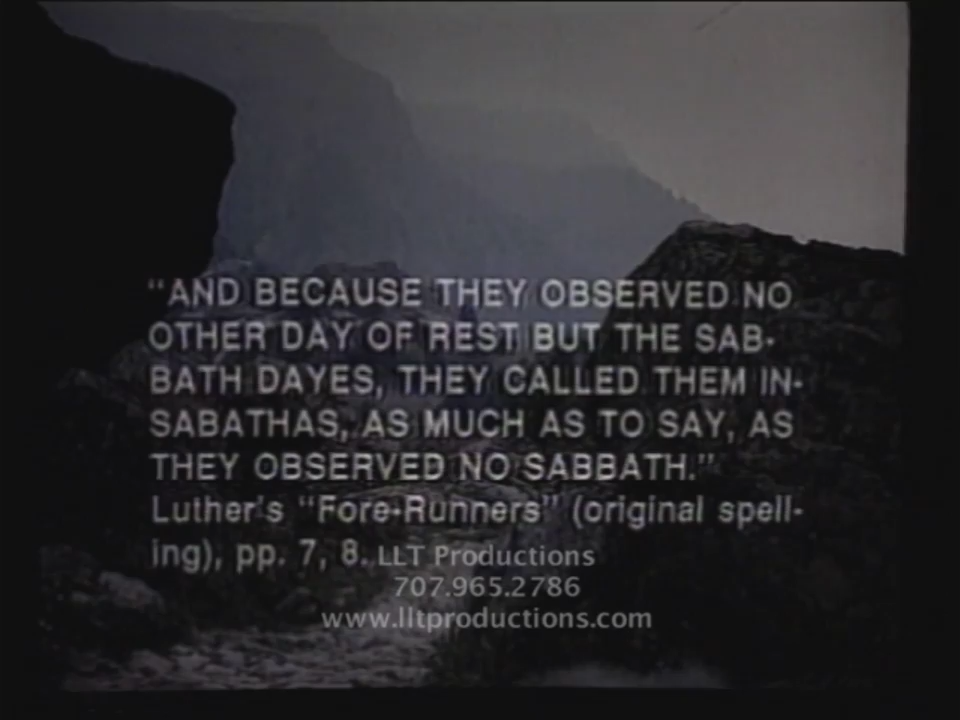 "AND BECAUSE THEY OBSERVED NO
OTHER DAY OF REST BUT THE SAB-
BATH DAYES, THEY CALLED THEM IN-
SABATHAS, AS MUCH AS TO SAY, AS
THEY OBSERVED NO SABBATH."
Luther's "Fore-Runners" (original spell-
ing), pp. 7, 8.
LLT Productions
707.965.2786
www.lltproductions.com